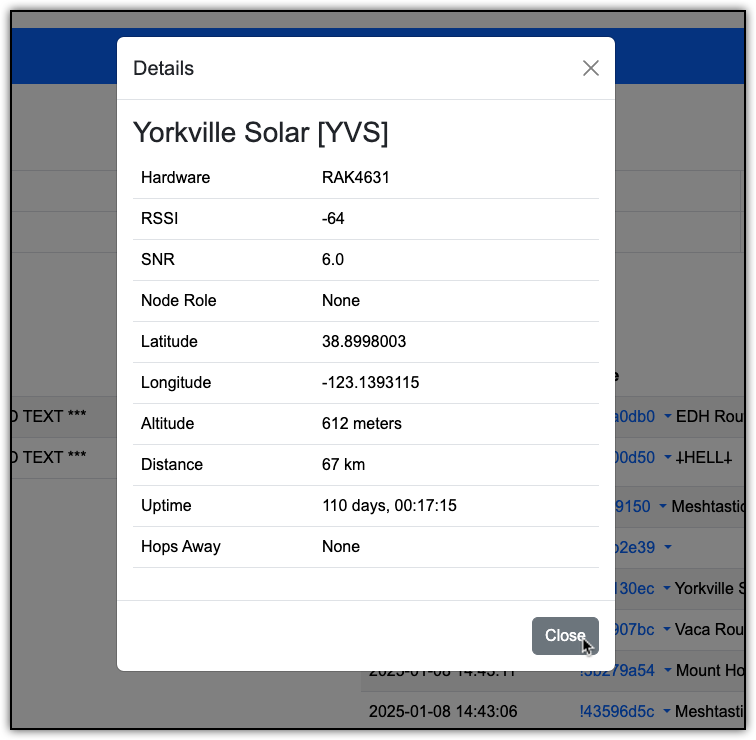 Details
Yorkville Solar [YVS]
Hardware RAK4631
RSSI -64
SNR 6.0
Node Role None
Latitude 38.8998003
Longitude -123.1393115
Altitude 612 meters
Distance 67 km
Uptime 110 days, 00:17:15
Hops Away None
Close
TEXT ***
a0db0 EDH Rou
TEXT ***
00d50 ⸸HELL⸸
9150 Meshtastic
b2e39
130ec Yorkville S
907bc Vaca Rou
2025-01-08 14:43:11 !5b279a54 Mount Ho
2025-01-08 14:43:06 !43596d5c Meshtasti